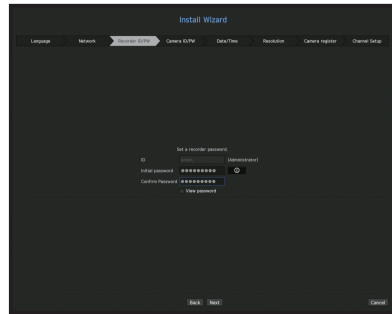 Install Wizard
Language Network Recorder ID/PW Camera ID/PW Date/Time Resolution Camera register Channel Setup
Set a recorder password.
ID admin (Administrator)
Initial password ●●●●●●●●●
Confirm Password ●●●●●●●●●
View password
Back Next Cancel